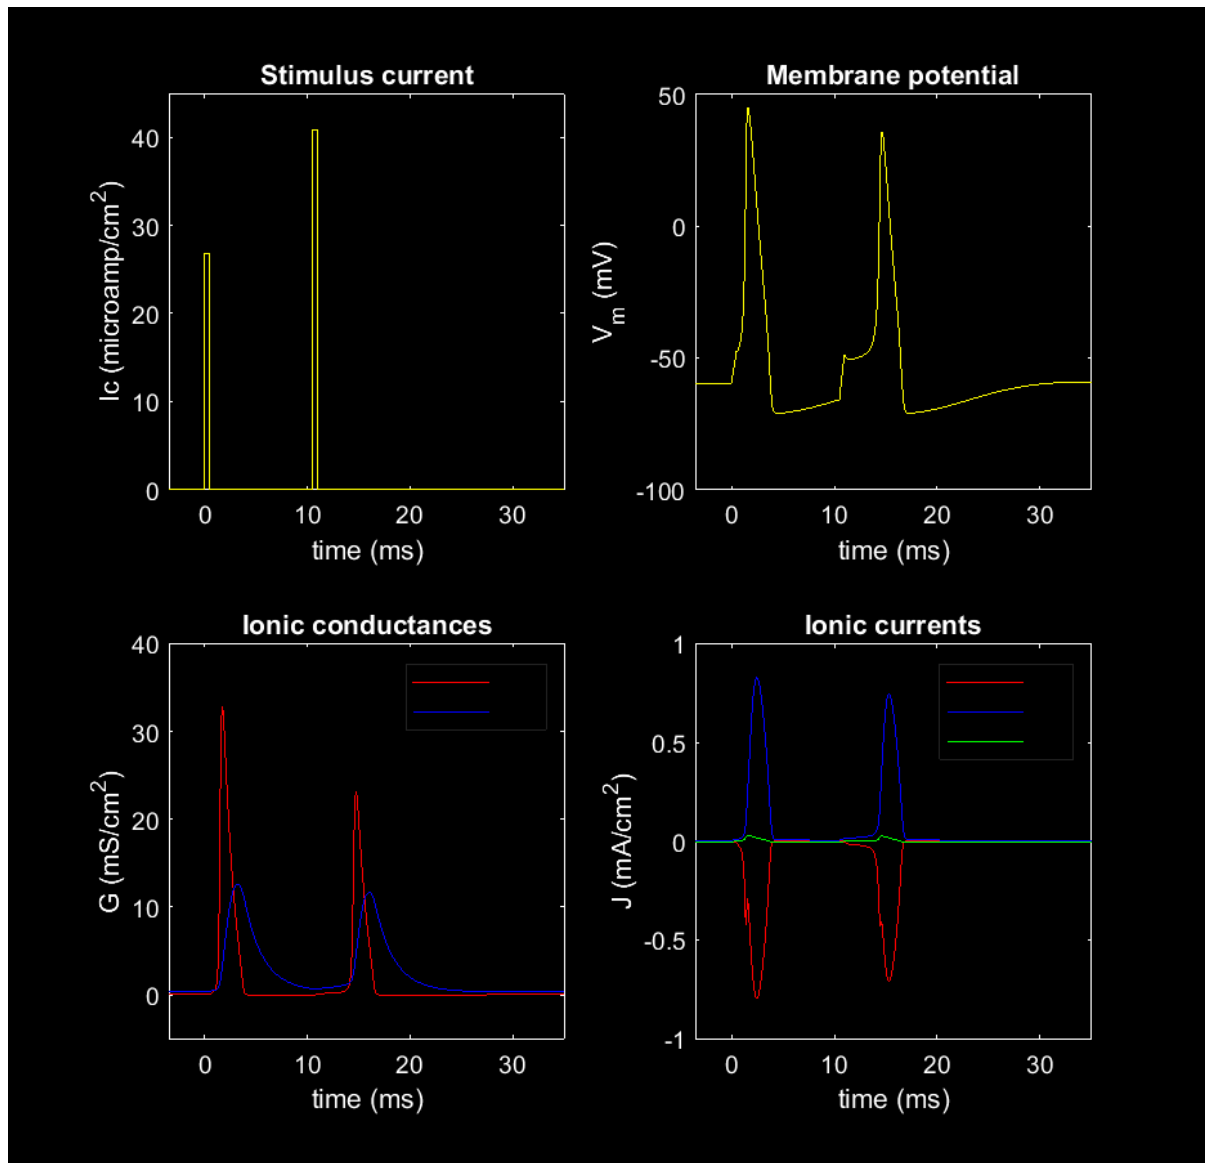 Stimulus current
Membrane potential
40
30
20
10
0
Ic (microamp/cm²)
0 10 20 30
time (ms)
50
0
-50
-100
Vₘ (mV)
0 10 20 30
time (ms)
Ionic conductances
Ionic currents
40
30
20
10
0
G (mS/cm²)
0 10 20 30
time (ms)
1
0.5
0
-0.5
-1
J (mA/cm²)
0 10 20 30
time (ms)